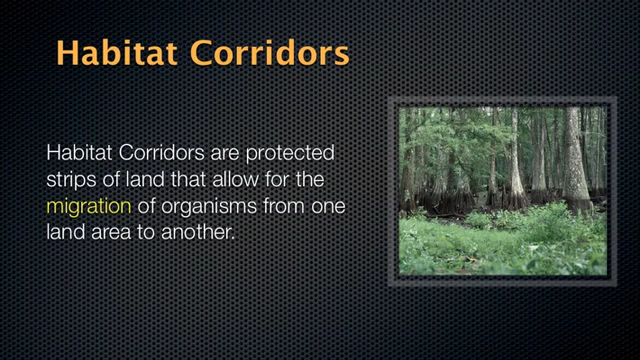 Habitat Corridors
Habitat Corridors are protected
strips of land that allow for the
migration of organisms from one
land area to another.